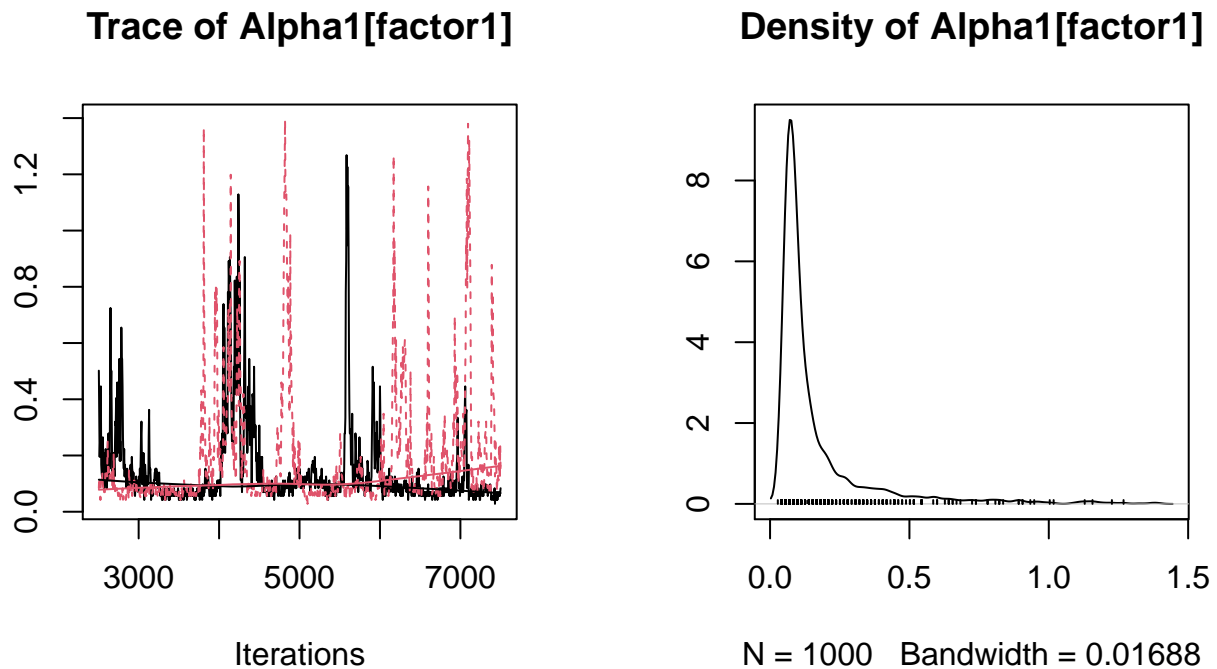 Trace of Alpha1[factor1]
1.2
0.8
0.4
0.0
3000 5000 7000
Iterations
Density of Alpha1[factor1]
8
6
4
2
0
0.0 0.5 1.0 1.5
N = 1000 Bandwidth = 0.01688